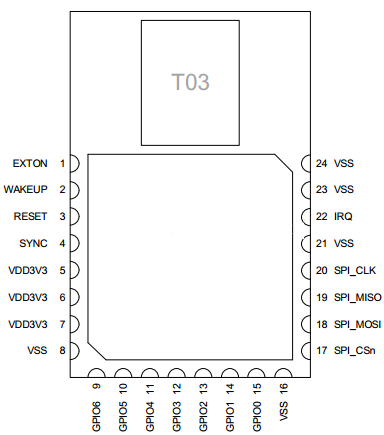 T03
EXTON 1
WAKEUP 2
RESET 3
SYNC 4
VDD3V3 5
VDD3V3 6
VDD3V3 7
VSS 8
24 VSS
23 VSS
22 IRQ
21 VSS
20 SPI_CLK
19 SPI_MISO
18 SPI_MOSI
17 SPI_CSn
GPIO6 9
GPIO5 10
GPIO4 11
GPIO3 12
GPIO2 13
GPIO1 14
GPIO0 15
VSS 16